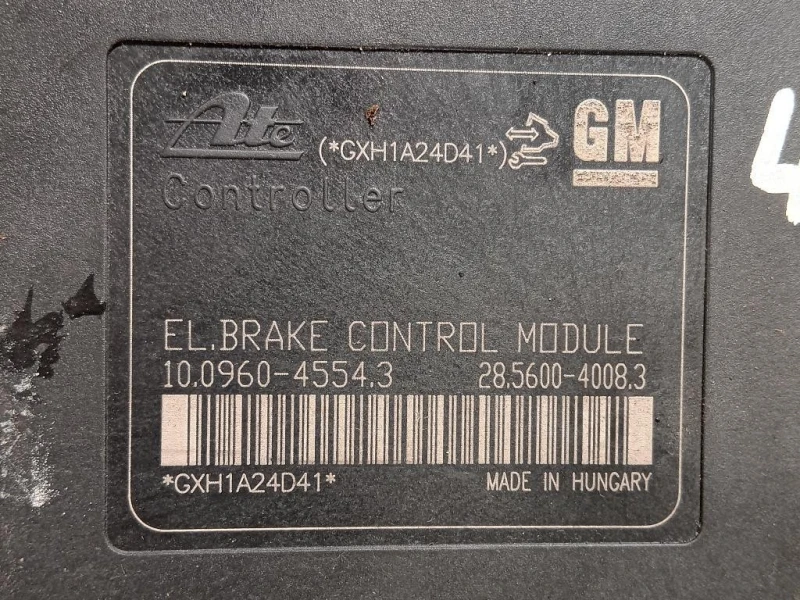 Ate
(*GXH1A24D41*)
GM
Controller
EL.BRAKE CONTROL MODULE
10.0960-4554.3 28.5600-4008.3
*GXH1A24D41* MADE IN HUNGARY
4